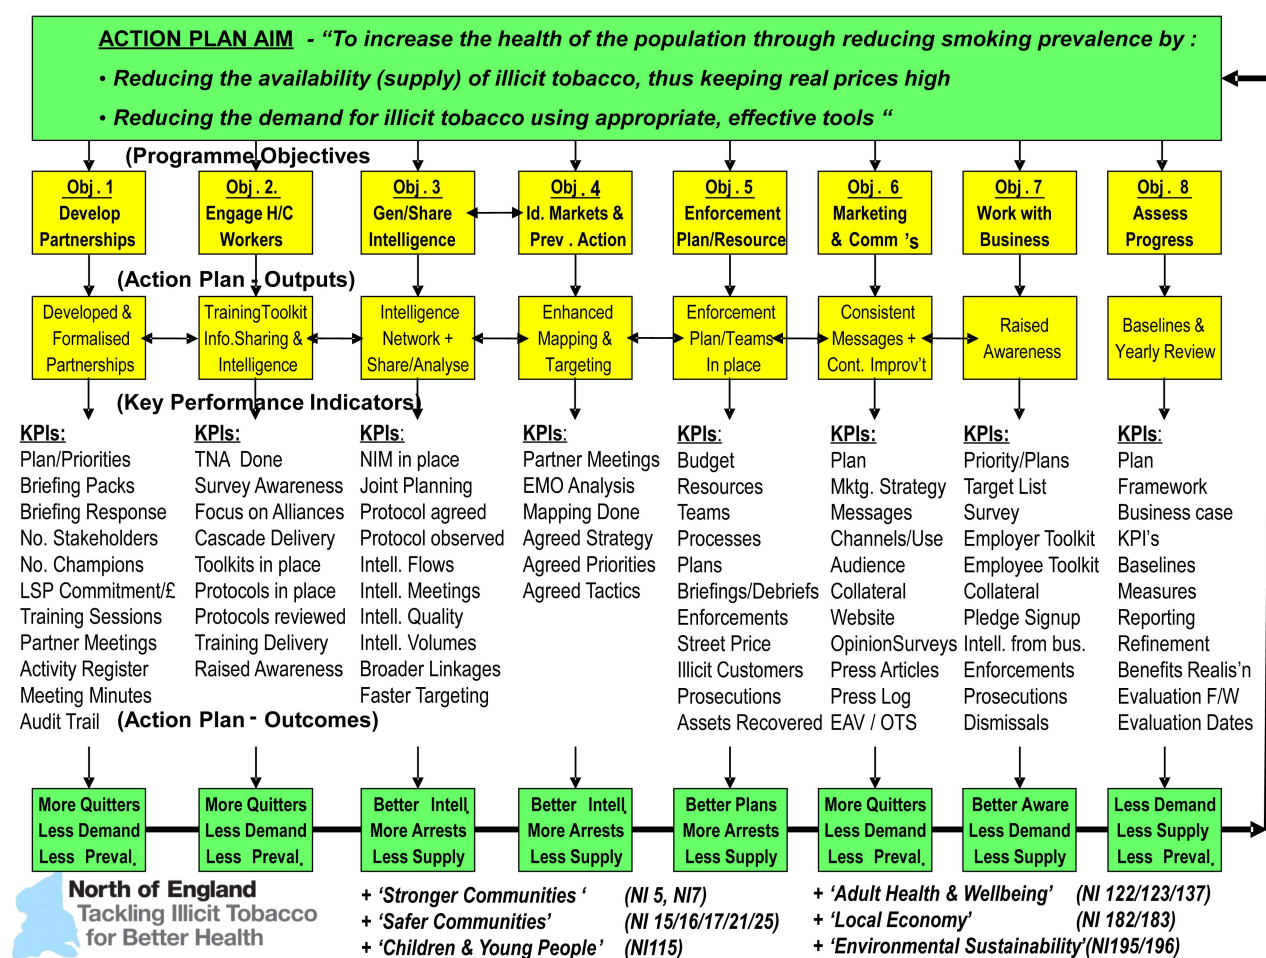 ACTION PLAN AIM - “To increase the health of the population through reducing smoking prevalence by :
• Reducing the availability (supply) of illicit tobacco, thus keeping real prices high
• Reducing the demand for illicit tobacco using appropriate, effective tools “
(Programme Objectives
Obj . 1
Develop
Partnerships
Obj . 2.
Engage H/C
Workers
Obj . 3
Gen/Share
Intelligence
Obj . 4
Id. Markets &
Prev . Action
Obj . 5
Enforcement
Plan/Resource
Obj . 6
Marketing
& Comm ’s
Obj . 7
Work with
Business
Obj . 8
Assess
Progress
(Action Plan - Outputs)
Developed &
Formalised
Partnerships
TrainingToolkit
Info.Sharing &
Intelligence
Intelligence
Network +
Share/Analyse
Enhanced
Mapping &
Targeting
Enforcement
Plan/Teams
In place
Consistent
Messages +
Cont. Improv’t
Raised
Awareness
Baselines &
Yearly Review
(Key Performance Indicators)
KPIs:
Plan/Priorities
Briefing Packs
Briefing Response
No. Stakeholders
No. Champions
LSP Commitment/£
Training Sessions
Partner Meetings
Activity Register
Meeting Minutes
Audit Trail
KPIs:
TNA Done
Survey Awareness
Focus on Alliances
Cascade Delivery
Toolkits in place
Protocols in place
Protocols reviewed
Training Delivery
Raised Awareness
KPIs:
NIM in place
Joint Planning
Protocol agreed
Protocol observed
Intell. Flows
Intell. Meetings
Intell. Quality
Intell. Volumes
Broader Linkages
Faster Targeting
KPIs:
Partner Meetings
EMO Analysis
Mapping Done
Agreed Strategy
Agreed Priorities
Agreed Tactics
KPIs:
Budget
Resources
Teams
Processes
Plans
Briefings/Debriefs
Enforcements
Street Price
Illicit Customers
Prosecutions
Assets Recovered
KPIs:
Plan
Mktg. Strategy
Messages
Channels/Use
Audience
Collateral
Website
OpinionSurveys
Press Articles
Press Log
EAV / OTS
KPIs:
Priority/Plans
Target List
Survey
Employer Toolkit
Employee Toolkit
Collateral
Pledge Signup
Intell. from bus.
Enforcements
Prosecutions
Dismissals
KPIs:
Plan
Framework
Business case
KPI’s
Baselines
Measures
Reporting
Refinement
Benefits Realis’n
Evaluation F/W
Evaluation Dates
(Action Plan - Outcomes)
More Quitters
Less Demand
Less Preval.
More Quitters
Less Demand
Less Preval.
Better Intell.
More Arrests
Less Supply
Better Intell.
More Arrests
Less Supply
Better Plans
More Arrests
Less Supply
More Quitters
Less Demand
Less Preval.
Better Aware
Less Demand
Less Supply
Less Demand
Less Supply
Less Preval.
North of England
Tackling Illicit Tobacco
for Better Health
+ ‘Stronger Communities ‘ (NI 5, NI7)
+ ‘Safer Communities’ (NI 15/16/17/21/25)
+ ‘Children & Young People’ (NI115)
+ ‘Adult Health & Wellbeing’ (NI 122/123/137)
+ ‘Local Economy’ (NI 182/183)
+ ‘Environmental Sustainability’(NI195/196)